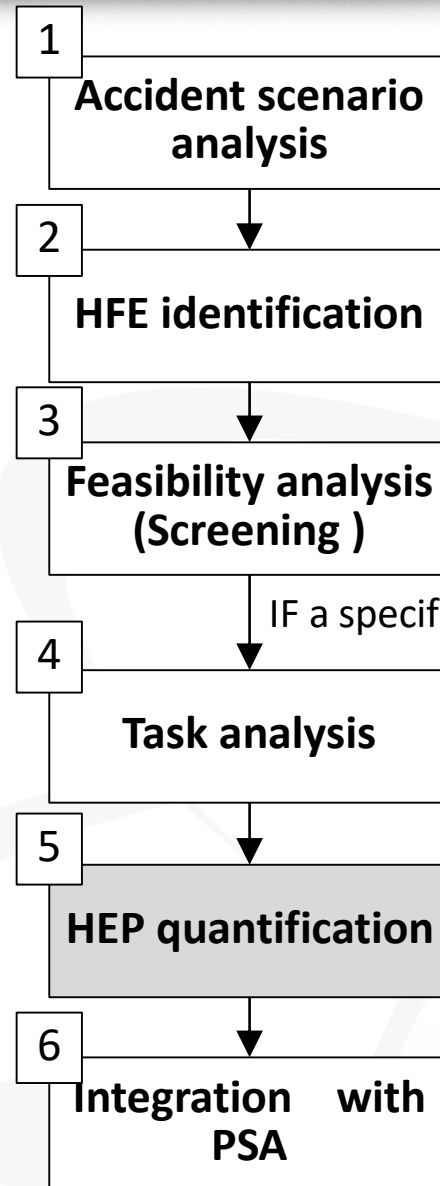 1
Accident scenario
analysis
2
HFE identification
3
Feasibility analysis
(Screening )
IF a specif
4
Task analysis
5
HEP quantification
6
Integration with
PSA